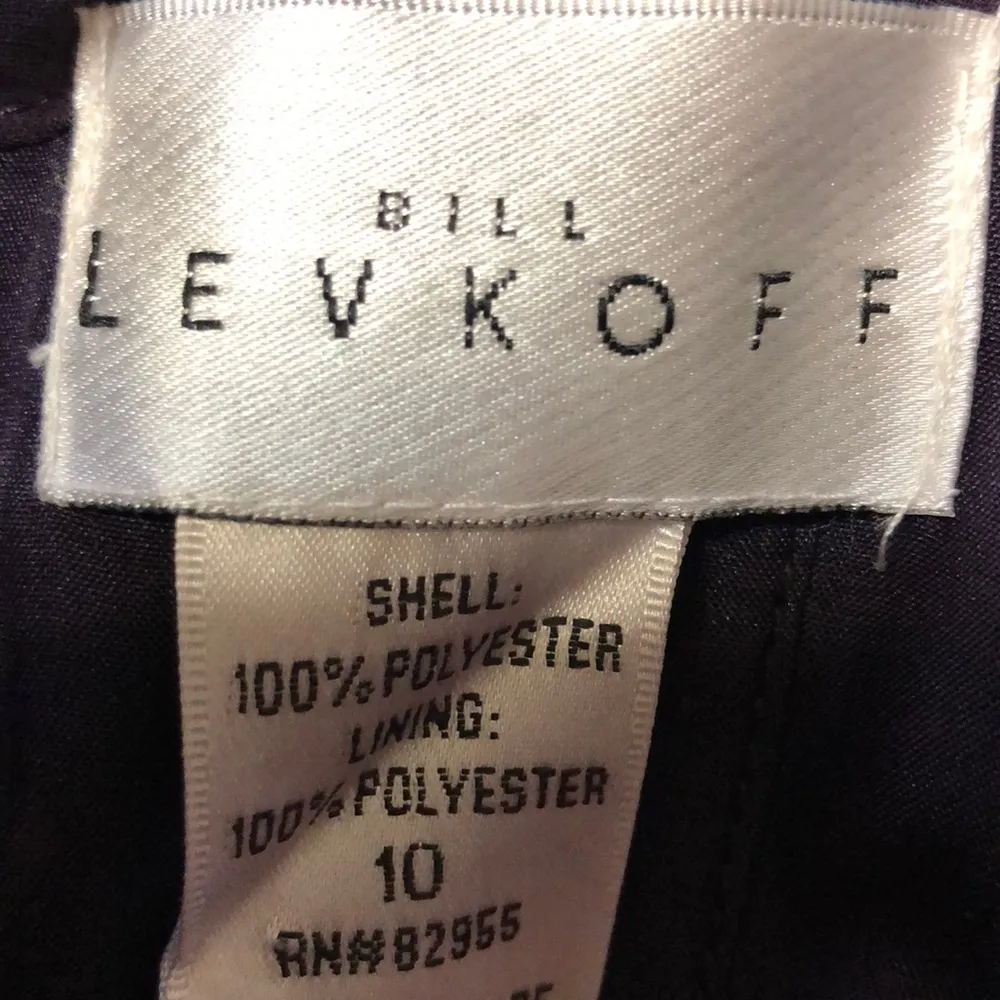 BILL
LEVKOFF
SHELL:
100% POLYESTER
LINING:
100% POLYESTER
10
RN#82955